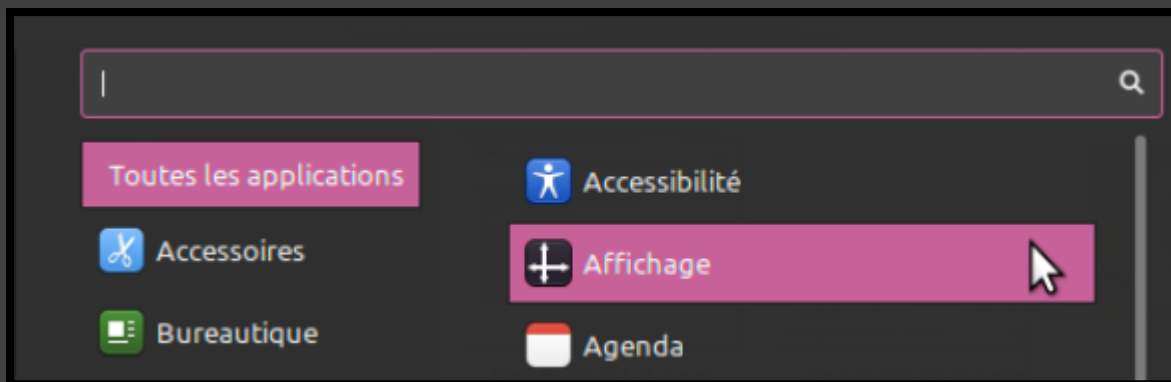 Toutes les applications
Accessoires
Bureautique
Accessibilité
Affichage
Agenda